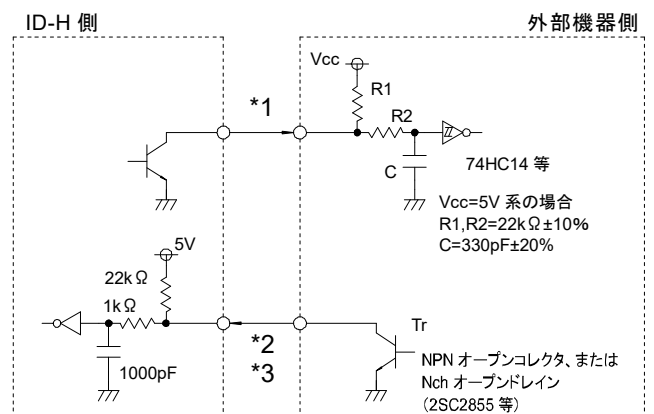 ID-H 側
外部機器側
Vcc
R1
*1
R2
C
74HC14 等
Vcc=5V 系の場合
R1,R2=22kΩ±10%
C=330pF±20%
5V
22kΩ
1kΩ
1000pF
*2
*3
Tr
NPN オープンコレクタ、または
Nch オープンドレイン
(2SC2855 等)